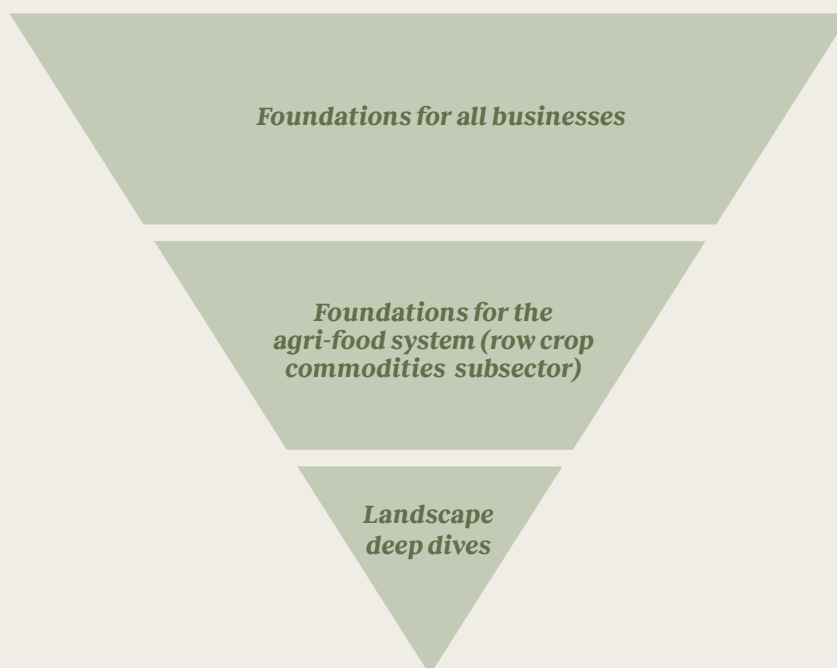 Foundations for all businesses
Foundations for the
agri-food system (row crop
commodities subsector)
Landscape
deep dives